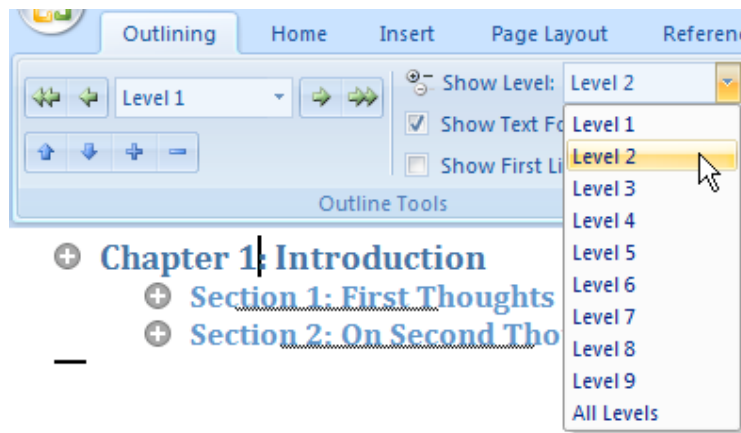 Outlining Home Insert Page Layout Referen
Level 1 Show Level: Level 2
Show Text Fo
Show First Li
Outline Tools
Level 1
Level 2
Level 3
Level 4
Level 5
Level 6
Level 7
Level 8
Level 9
All Levels
Chapter 1: Introduction
Section 1: First Thoughts
Section 2: On Second Tho